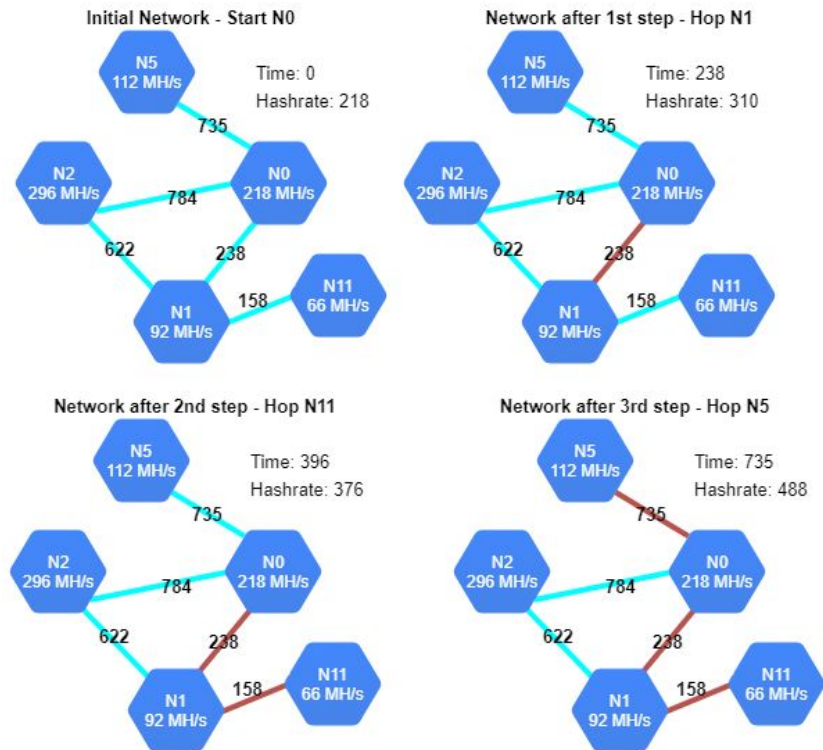 Initial Network - Start N0
N5
112 MH/s
Time: 0
Hashrate: 218
735
N2
296 MH/s
N0
218 MH/s
784
622
238
N11
66 MH/s
158
N1
92 MH/s
Network after 1st step - Hop N1
N5
112 MH/s
Time: 238
Hashrate: 310
735
N2
296 MH/s
N0
218 MH/s
784
622
238
N11
66 MH/s
158
N1
92 MH/s
Network after 2nd step - Hop N11
N5
112 MH/s
Time: 396
Hashrate: 376
735
N2
296 MH/s
N0
218 MH/s
784
622
238
N11
66 MH/s
158
N1
92 MH/s
Network after 3rd step - Hop N5
N5
112 MH/s
Time: 735
Hashrate: 488
735
N2
296 MH/s
N0
218 MH/s
784
622
238
N11
66 MH/s
158
N1
92 MH/s